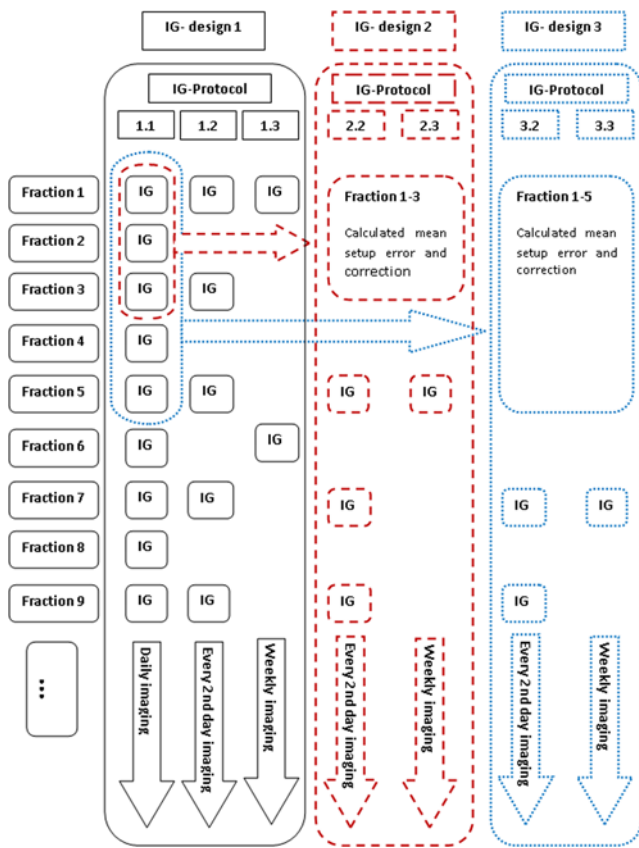 IG- design 1
IG- design 2
IG- design 3
IG-Protocol
IG-Protocol
IG-Protocol
1.1
1.2
1.3
2.2
2.3
3.2
3.3
Fraction 1
IG
IG
IG
Fraction 1-3
Calculated mean
setup error and
correction
Fraction 1-5
Calculated mean
setup error and
correction
Fraction 2
IG
Fraction 3
IG
IG
Fraction 4
IG
Fraction 5
IG
IG
IG
IG
Fraction 6
IG
IG
Fraction 7
IG
IG
IG
IG
IG
Fraction 8
IG
Fraction 9
IG
IG
IG
IG
...
Daily imaging
Every 2nd day imaging
Weekly imaging
Every 2nd day imaging
Weekly imaging
Every 2nd day imaging
Weekly imaging